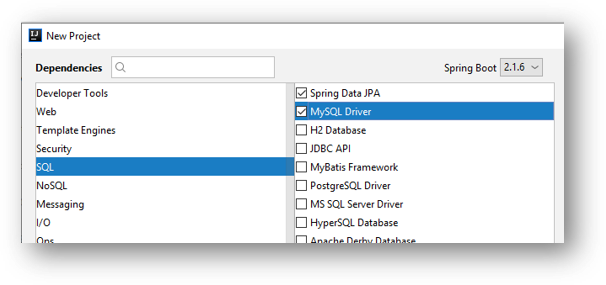 New Project
Dependencies
Spring Boot 2.1.6
Developer Tools
Web
Template Engines
Security
SQL
NoSQL
Messaging
I/O
Ops
Spring Data JPA
MySQL Driver
H2 Database
JDBC API
MyBatis Framework
PostgreSQL Driver
MS SQL Server Driver
HyperSQL Database
Apache Derby Database